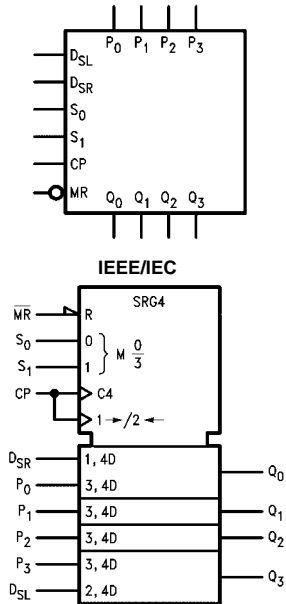 P0 P1 P2 P3
DSL
DSR
S0
S1
CP
MR
Q0 Q1 Q2 Q3
IEEE/IEC
SRG4
M̅R̅ R
S0 0
S1 1
} M 0/3
CP C4
1 → /2 ←
DSR 1, 4D
Q0
P0 3, 4D
P1 3, 4D Q1
P2 3, 4D Q2
P3 3, 4D
Q3
DSL 2, 4D